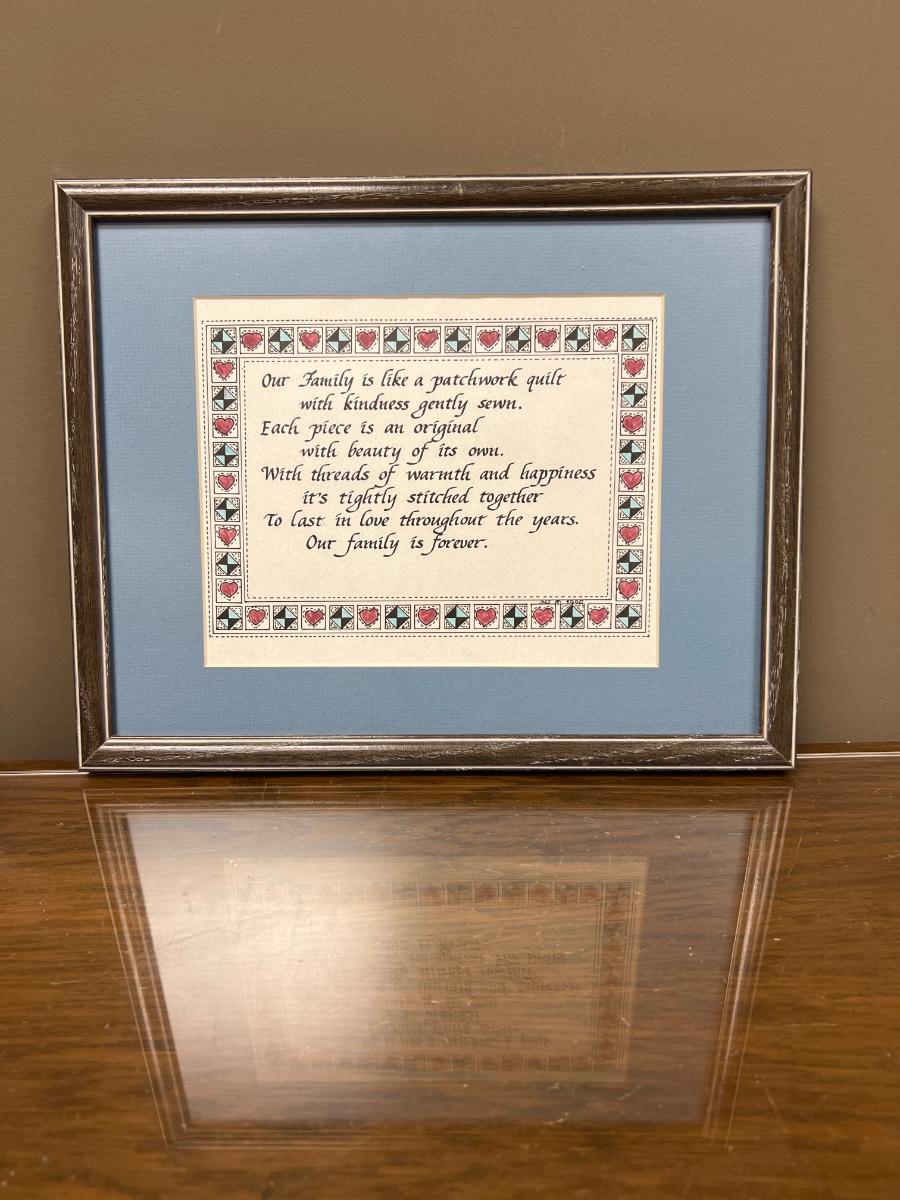 Our Family is like a patchwork quilt
with kindness gently sewn.
Each piece is an original
with beauty of its own.
With threads of warmth and happiness
it's tightly stitched together
To last in love throughout the years.
Our family is forever.